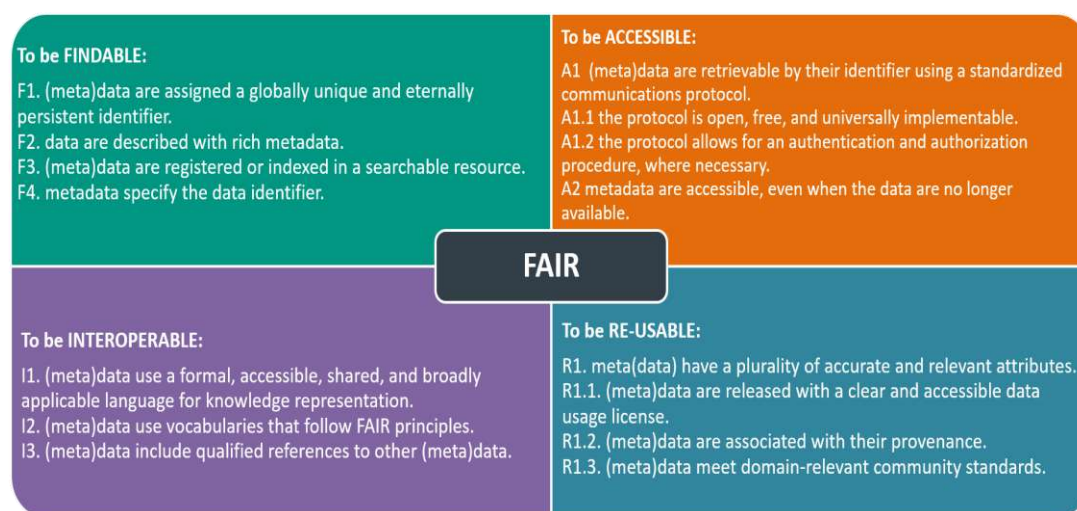 To be FINDABLE:
F1. (meta)data are assigned a globally unique and eternally
persistent identifier.
F2. data are described with rich metadata.
F3. (meta)data are registered or indexed in a searchable resource.
F4. metadata specify the data identifier.
To be ACCESSIBLE:
A1 (meta)data are retrievable by their identifier using a standardized
communications protocol.
A1.1 the protocol is open, free, and universally implementable.
A1.2 the protocol allows for an authentication and authorization
procedure, where necessary.
A2 metadata are accessible, even when the data are no longer
available.
FAIR
To be INTEROPERABLE:
I1. (meta)data use a formal, accessible, shared, and broadly
applicable language for knowledge representation.
I2. (meta)data use vocabularies that follow FAIR principles.
I3. (meta)data include qualified references to other (meta)data.
To be RE-USABLE:
R1. meta(data) have a plurality of accurate and relevant attributes.
R1.1. (meta)data are released with a clear and accessible data
usage license.
R1.2. (meta)data are associated with their provenance.
R1.3. (meta)data meet domain-relevant community standards.